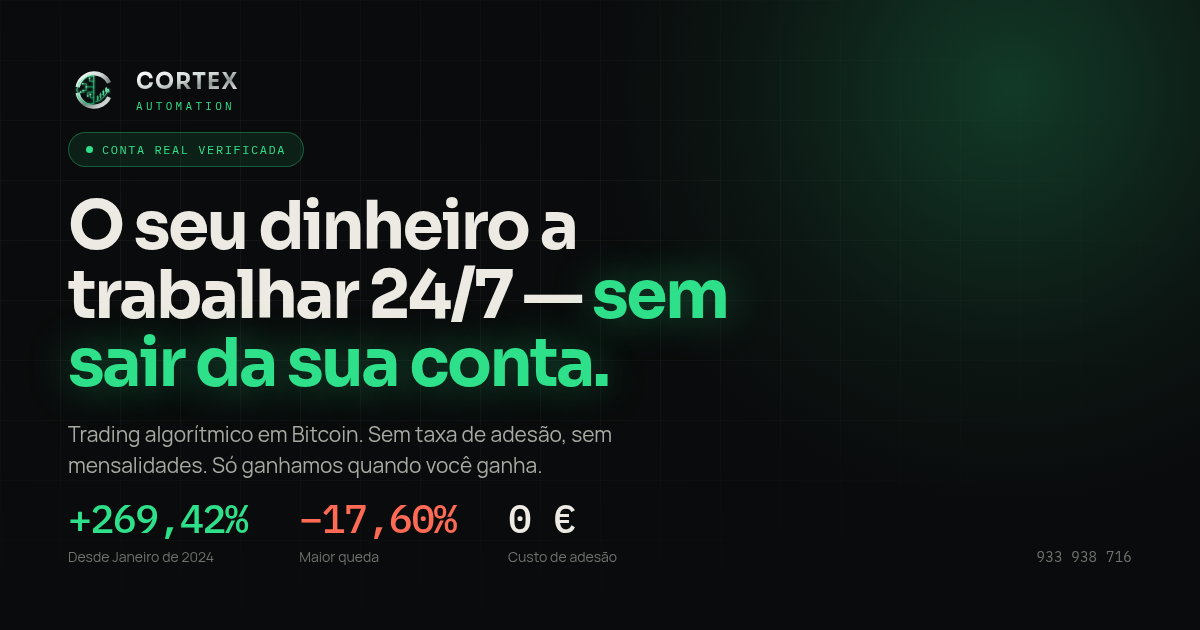 CORTEX
AUTOMATION
CONTA REAL VERIFICADA
O seu dinheiro a
trabalhar 24/7 — sem
sair da sua conta.
Trading algorítmico em Bitcoin. Sem taxa de adesão, sem
mensalidades. Só ganhamos quando você ganha.
+269,42% −17,60% 0 €
Desde Janeiro de 2024 Maior queda Custo de adesão 933 938 716